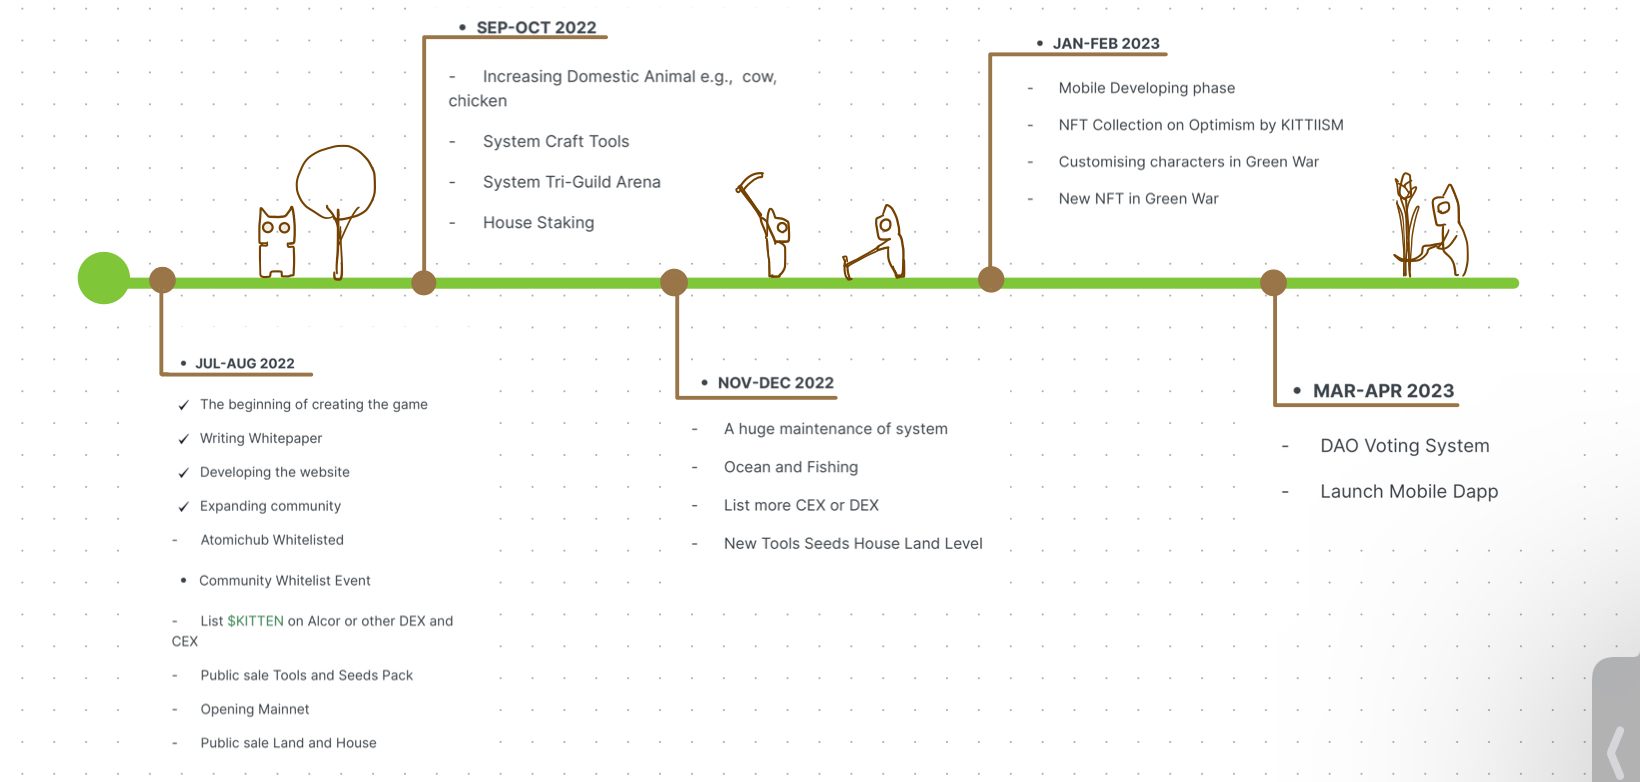 • SEP-OCT 2022
- Increasing Domestic Animal e.g., cow,
chicken
- System Craft Tools
- System Tri-Guild Arena
- House Staking
• JAN-FEB 2023
- Mobile Developing phase
- NFT Collection on Optimism by KITTIISM
- Customising characters in Green War
- New NFT in Green War
• JUL-AUG 2022
✓ The beginning of creating the game
✓ Writing Whitepaper
✓ Developing the website
✓ Expanding community
- Atomichub Whitelisted
• Community Whitelist Event
- List $KITTEN on Alcor or other DEX and
CEX
- Public sale Tools and Seeds Pack
- Opening Mainnet
- Public sale Land and House
• NOV-DEC 2022
- A huge maintenance of system
- Ocean and Fishing
- List more CEX or DEX
- New Tools Seeds House Land Level
• MAR-APR 2023
- DAO Voting System
- Launch Mobile Dapp